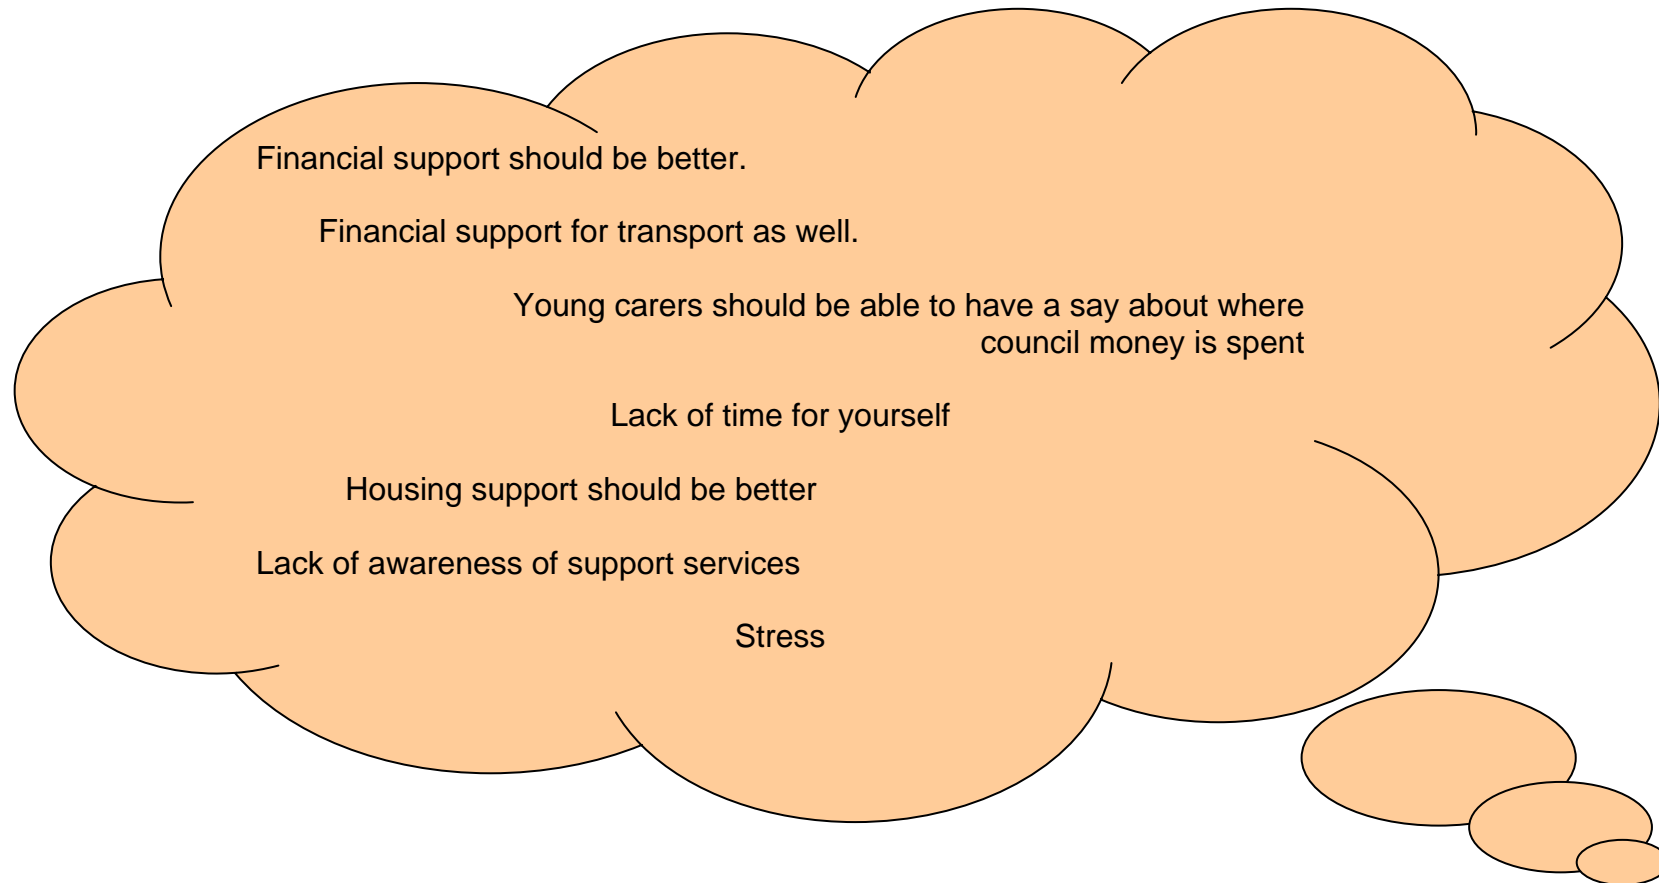 Financial support should be better.
Financial support for transport as well.
Young carers should be able to have a say about where
council money is spent
Lack of time for yourself
Housing support should be better
Lack of awareness of support services
Stress